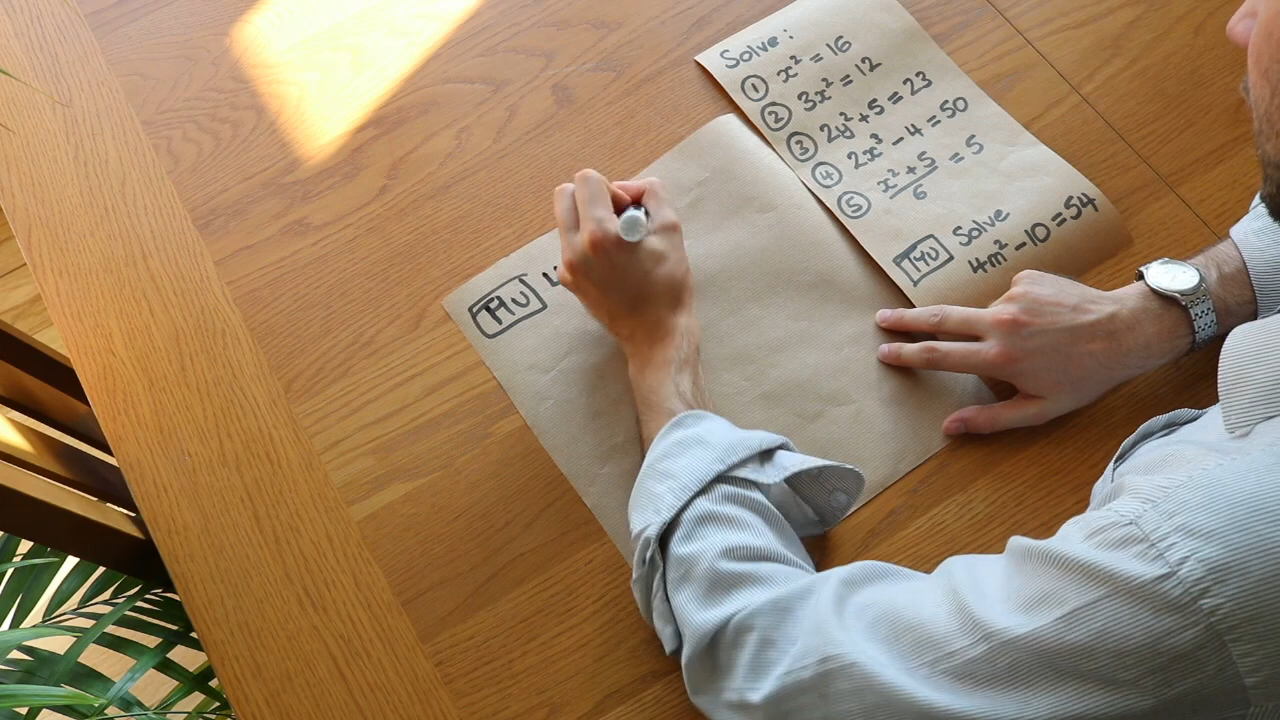 Solve:
① x² = 16
② 3x² = 12
③ 2y² + 5 = 23
④ 2x³ - 4 = 50
⑤ (x² + 5)/6 = 5
TYU Solve
4m² - 10 = 54
TYU